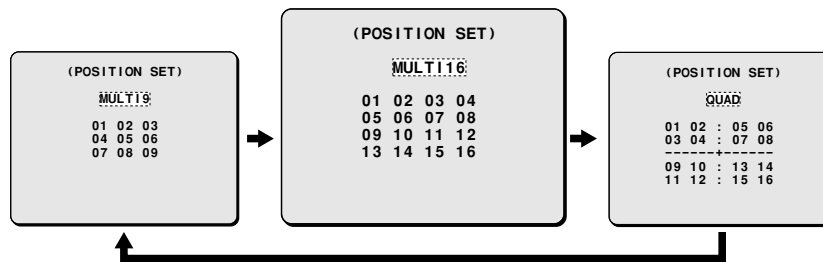 (POSITION SET)
MULTI9
01 02 03
04 05 06
07 08 09
(POSITION SET)
MULTI16
01 02 03 04
05 06 07 08
09 10 11 12
13 14 15 16
(POSITION SET)
QUAD
01 02 : 05 06
03 04 : 07 08
------+------
09 10 : 13 14
11 12 : 15 16